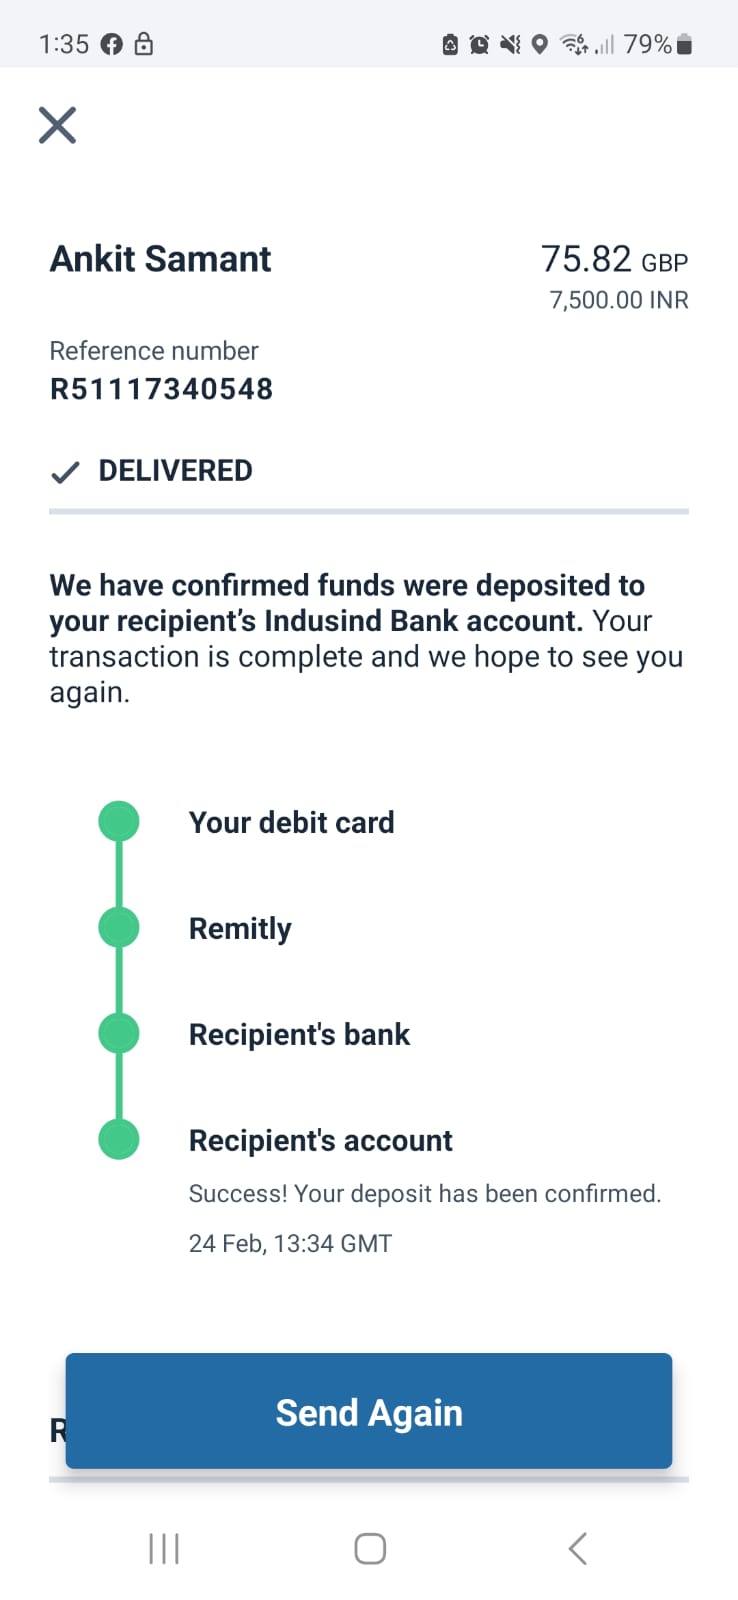 1:35 79%
Ankit Samant 75.82 GBP
7,500.00 INR
Reference number
R51117340548
DELIVERED
We have confirmed funds were deposited to
your recipient's Indusind Bank account. Your
transaction is complete and we hope to see you
again.
Your debit card
Remitly
Recipient's bank
Recipient's account
Success! Your deposit has been confirmed.
24 Feb, 13:34 GMT
Send Again